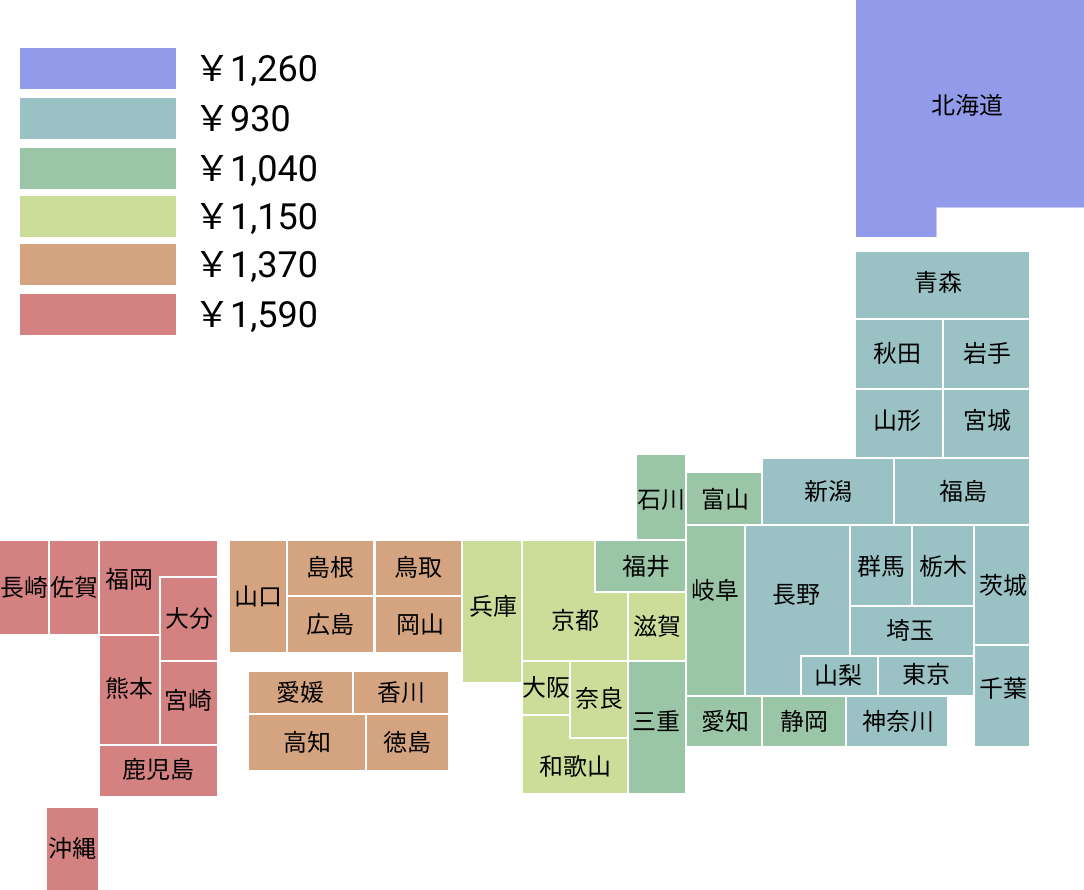 ￥1,260
￥930
￥1,040
￥1,150
￥1,370
￥1,590
北海道
青森
秋田
岩手
山形
宮城
石川
富山
新潟
福島
長崎
佐賀
福岡
大分
熊本
宮崎
鹿児島
沖縄
山口
島根
鳥取
広島
岡山
愛媛
香川
高知
徳島
兵庫
京都
福井
滋賀
大阪
奈良
和歌山
三重
岐阜
長野
群馬
栃木
茨城
埼玉
山梨
東京
千葉
愛知
静岡
神奈川